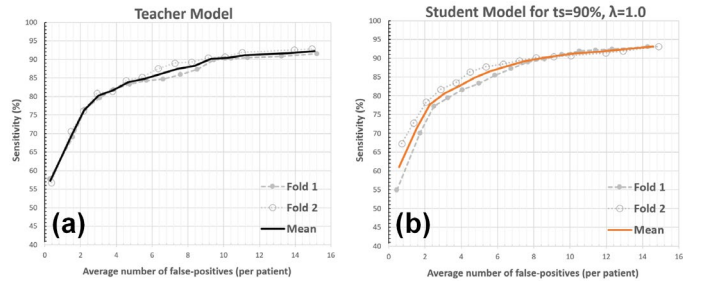 Teacher Model
100
95
90
85
80
75
70
65
60
55
50
45
40
Sensitivity (%)
0 2 4 6 8 10 12 14 16
Average number of false-positives (per patient)
Fold 1
Fold 2
Mean
(a)
Student Model for ts=90%, λ=1.0
100
95
90
85
80
75
70
65
60
55
50
45
40
Sensitivity (%)
0 2 4 6 8 10 12 14 16
Average number of false-positives (per patient)
Fold 1
Fold 2
Mean
(b)